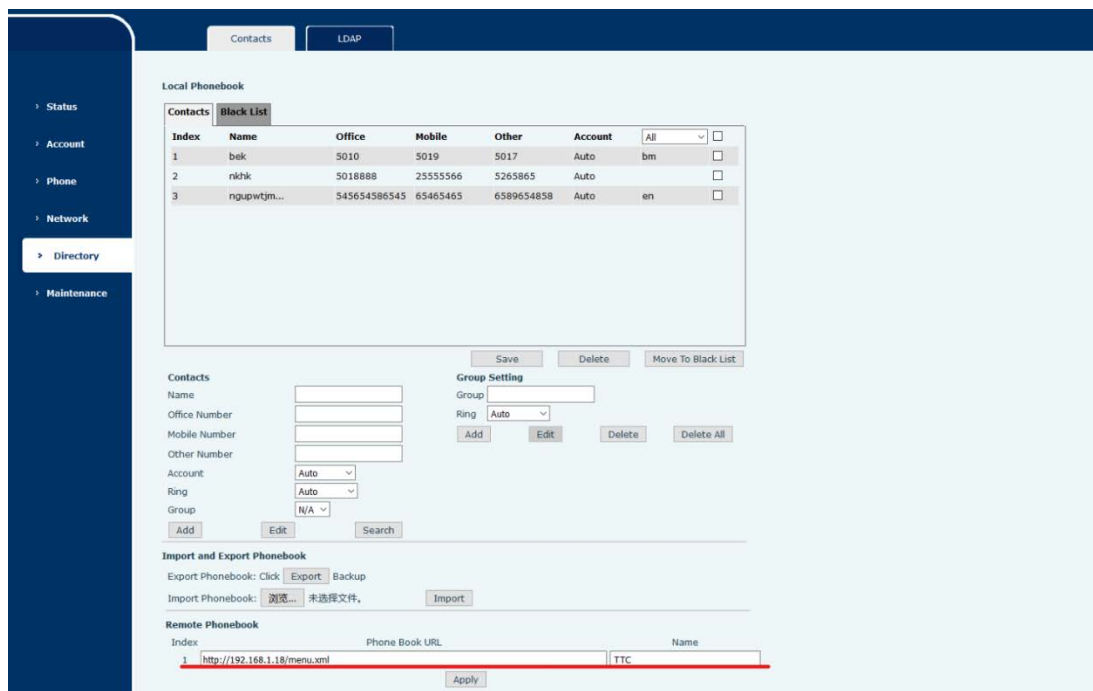 Contacts LDAP
Local Phonebook
› Status
› Account
› Phone
› Network
› Directory
› Maintenance
Contacts Black List
Index Name Office Mobile Other Account All
1 bek 5010 5019 5017 Auto bm
2 nkhk 5018888 25555566 5265865 Auto
3 ngupwtjm... 545654586545 65465465 6589654858 Auto en
Save Delete Move To Black List
Contacts
Name
Office Number
Mobile Number
Other Number
Account Auto
Ring Auto
Group N/A
Add Edit Search
Group Setting
Group
Ring Auto
Add Edit Delete Delete All
Import and Export Phonebook
Export Phonebook: Click Export Backup
Import Phonebook: 浏览... 未选择文件。 Import
Remote Phonebook
Index Phone Book URL Name
1 http://192.168.1.18/menu.xml TTC
Apply